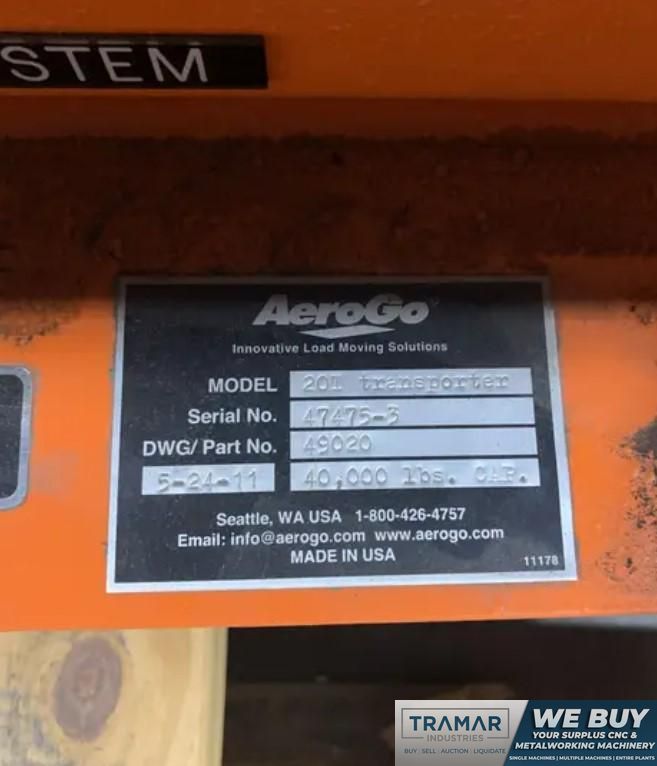 STEM
AeroGo
Innovative Load Moving Solutions
MODEL 20T transporter
Serial No. 47475-3
DWG/ Part No. 49020
5-24-11 40,000 lbs. CAP.
Seattle, WA USA 1-800-426-4757
Email: info@aerogo.com www.aerogo.com
MADE IN USA
11178
TRAMAR
INDUSTRIES
BUY | SELL | AUCTION | LIQUIDATE
WE BUY
YOUR SURPLUS CNC &
METALWORKING MACHINERY
SINGLE MACHINES | MULTIPLE MACHINES | ENTIRE PLANTS